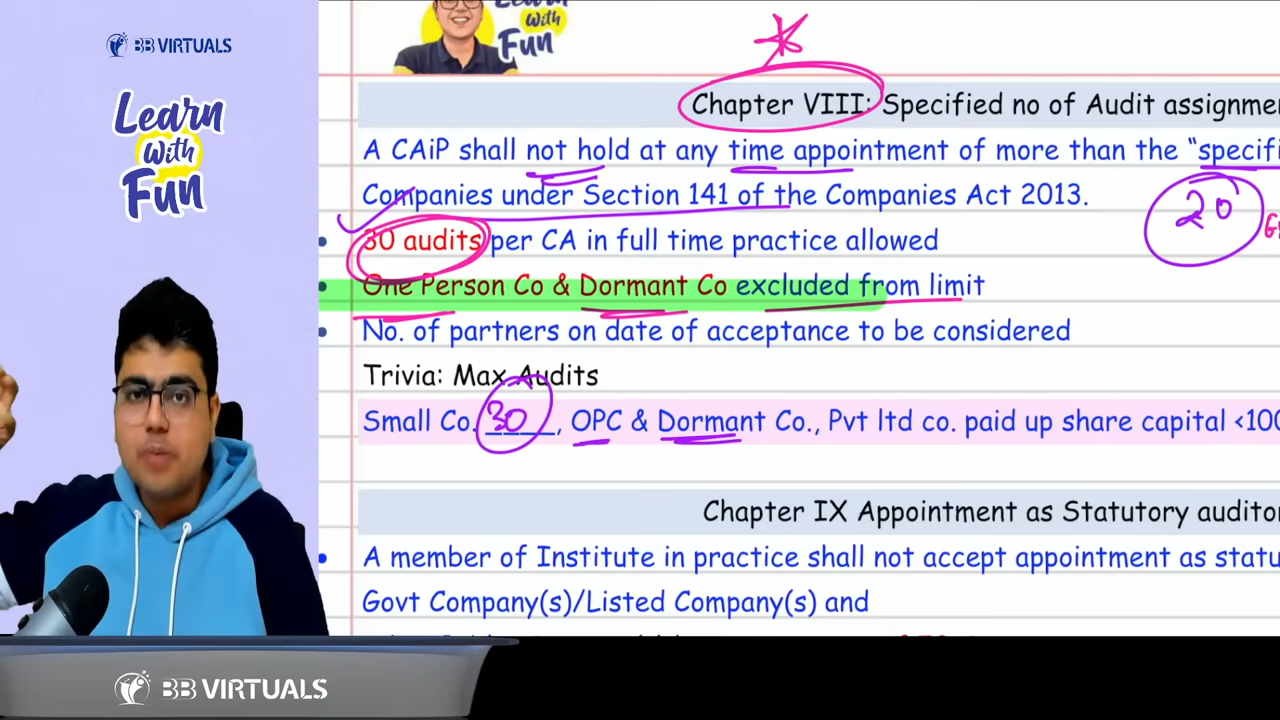 BB VIRTUALS
Learn
With
Fun
Learn
With
Fun
Chapter VIII: Specified no of Audit
A CAiP shall not hold at any time appointment of more than the
Companies under Section 141 of the Companies Act 2013.
20
30 audits per CA in full time practice allowed
One Person Co & Dormant Co excluded from limit
No. of partners on date of acceptance to be considered
Trivia: Max Audits
Small Co. 30, OPC & Dormant Co., Pvt ltd co. paid up share capital
Chapter IX Appointment as Statutory
A member of Institute in practice shall not accept appointment as
Govt Company(s)/Listed Company(s) and
BB VIRTUALS